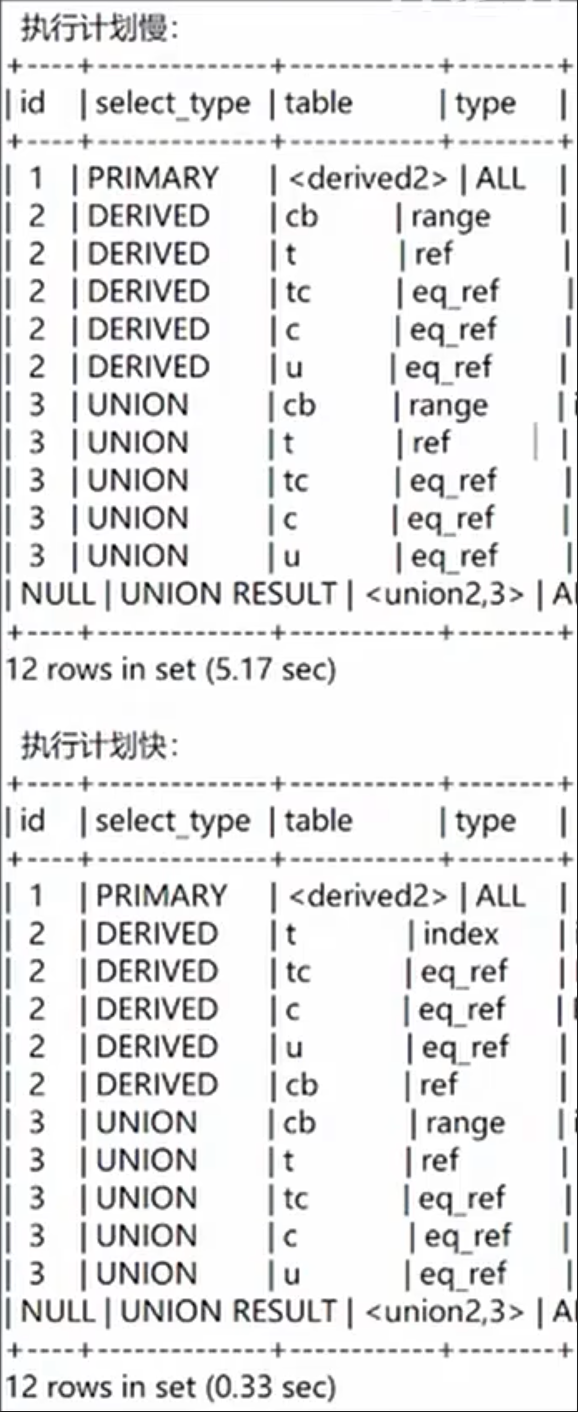 执行计划慢：
+----+--------------+------------+--------+
| id | select_type | table | type |
+----+--------------+------------+--------+
| 1 | PRIMARY | <derived2> | ALL |
| 2 | DERIVED | cb | range |
| 2 | DERIVED | t | ref |
| 2 | DERIVED | tc | eq_ref |
| 2 | DERIVED | c | eq_ref |
| 2 | DERIVED | u | eq_ref |
| 3 | UNION | cb | range |
| 3 | UNION | t | ref |
| 3 | UNION | tc | eq_ref |
| 3 | UNION | c | eq_ref |
| 3 | UNION | u | eq_ref |
| NULL | UNION RESULT | <union2,3> |
+----+--------------+------------+--------+
12 rows in set (5.17 sec)
执行计划快：
+----+--------------+------------+--------+
| id | select_type | table | type |
+----+--------------+------------+--------+
| 1 | PRIMARY | <derived2> | ALL |
| 2 | DERIVED | t | index |
| 2 | DERIVED | tc | eq_ref |
| 2 | DERIVED | c | eq_ref |
| 2 | DERIVED | u | eq_ref |
| 2 | DERIVED | cb | ref |
| 3 | UNION | cb | range |
| 3 | UNION | t | ref |
| 3 | UNION | tc | eq_ref |
| 3 | UNION | c | eq_ref |
| 3 | UNION | u | eq_ref |
| NULL | UNION RESULT | <union2,3> |
+----+--------------+------------+--------+
12 rows in set (0.33 sec)